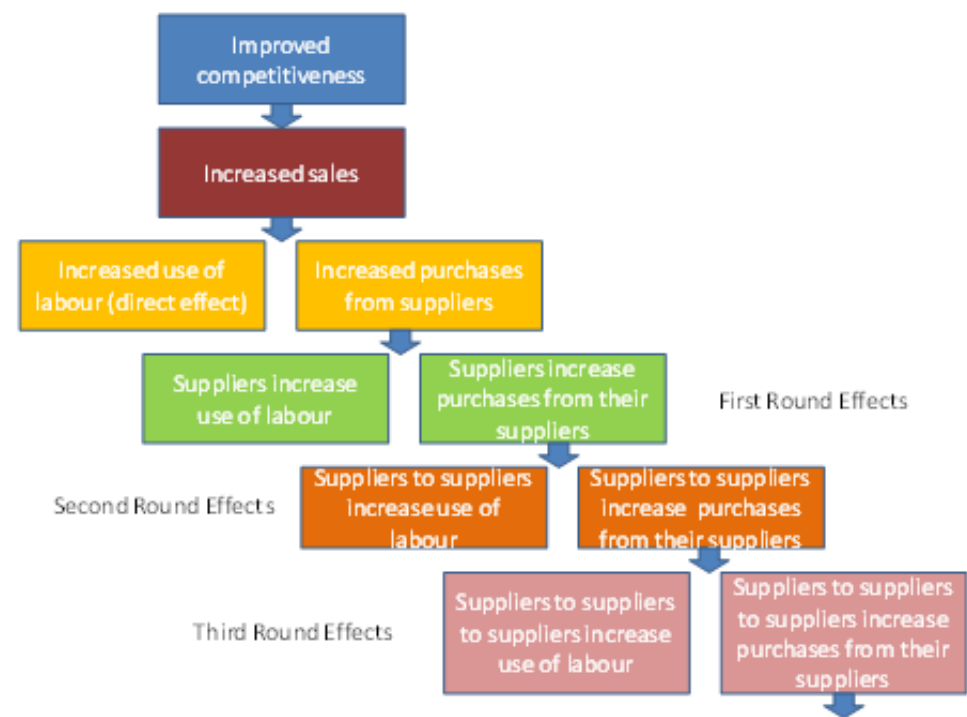 Improved
competitiveness
Increased sales
Increased use of
labour (direct effect)
Increased purchases
from suppliers
Suppliers increase
use of labour
Suppliers increase
purchases from their
suppliers
First Round Effects
Second Round Effects
Suppliers to suppliers
increase use of
labour
Suppliers to suppliers
increase purchases
from their suppliers
Third Round Effects
Suppliers to suppliers
to suppliers increase
use of labour
Suppliers to suppliers
to suppliers increase
purchases from their
suppliers